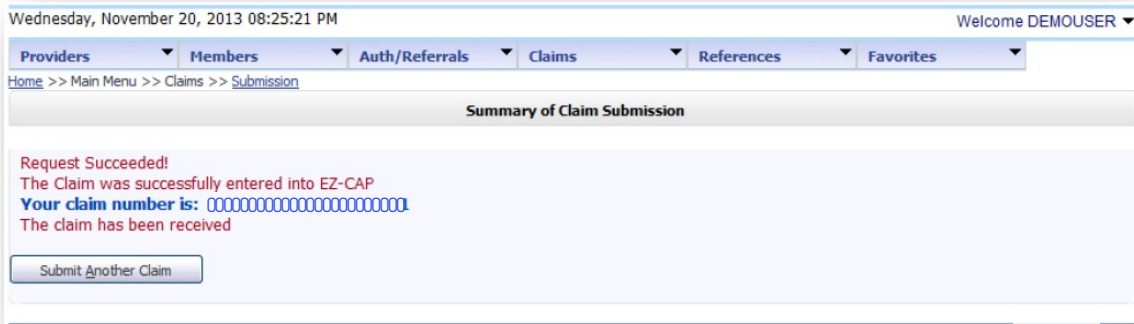 Wednesday, November 20, 2013 08:25:21 PM Welcome DEMOUSER
Providers Members Auth/Referrals Claims References Favorites
Home >> Main Menu >> Claims >> Submission
Summary of Claim Submission
Request Succeeded!
The Claim was successfully entered into EZ-CAP
Your claim number is:
The claim has been received
Submit Another Claim